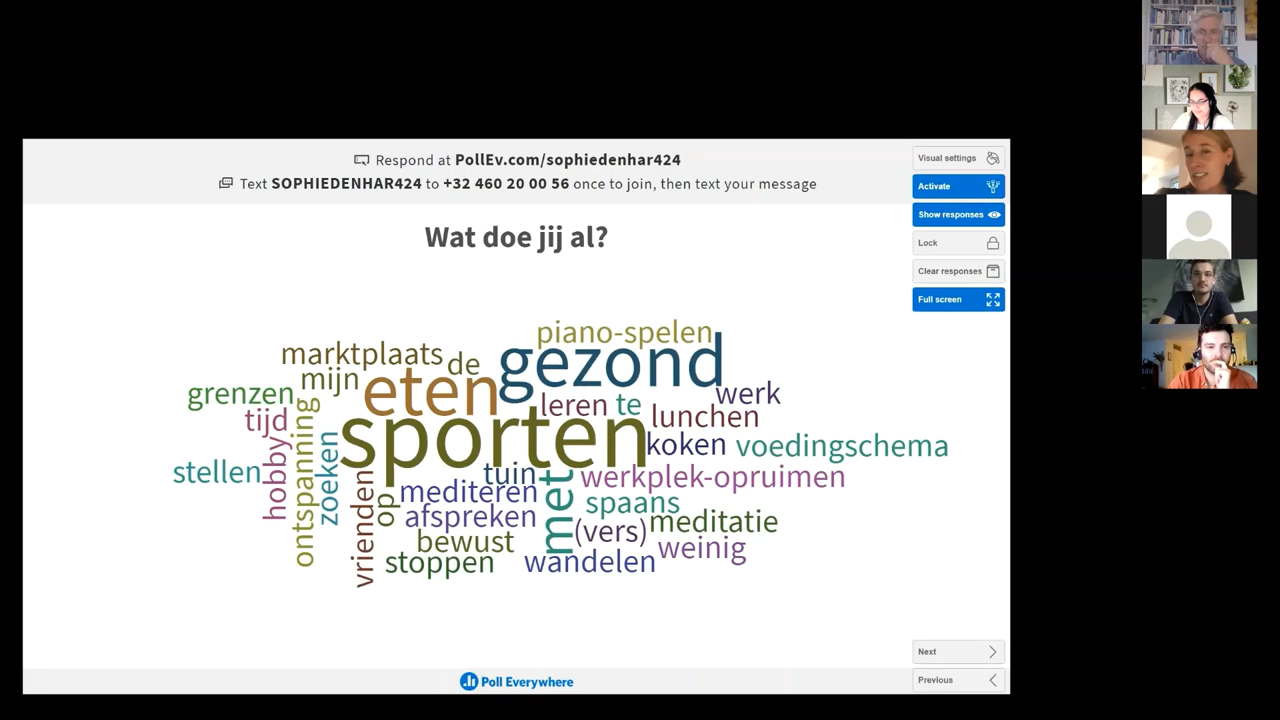 Respond at PollEv.com/sophiedenhar424
Text SOPHIEDENHAR424 to +32 460 20 00 56 once to join, then text your message
Visual settings
Activate
Show responses
Lock
Clear responses
Full screen
Wat doe jij al?
piano-spelen
marktplaats
de
gezond
mijn
eten
grenzen
werk
leren
te
lunchen
tijd
sporten
koken
voedingschema
ontspanning
hobby
zoeken
stellen
tuin
met
werkplek-opruimen
mediteren
spaans
vrienden
op
afspreken
(vers)
meditatie
bewust
weinig
stoppen
wandelen
Next
Previous
Poll Everywhere